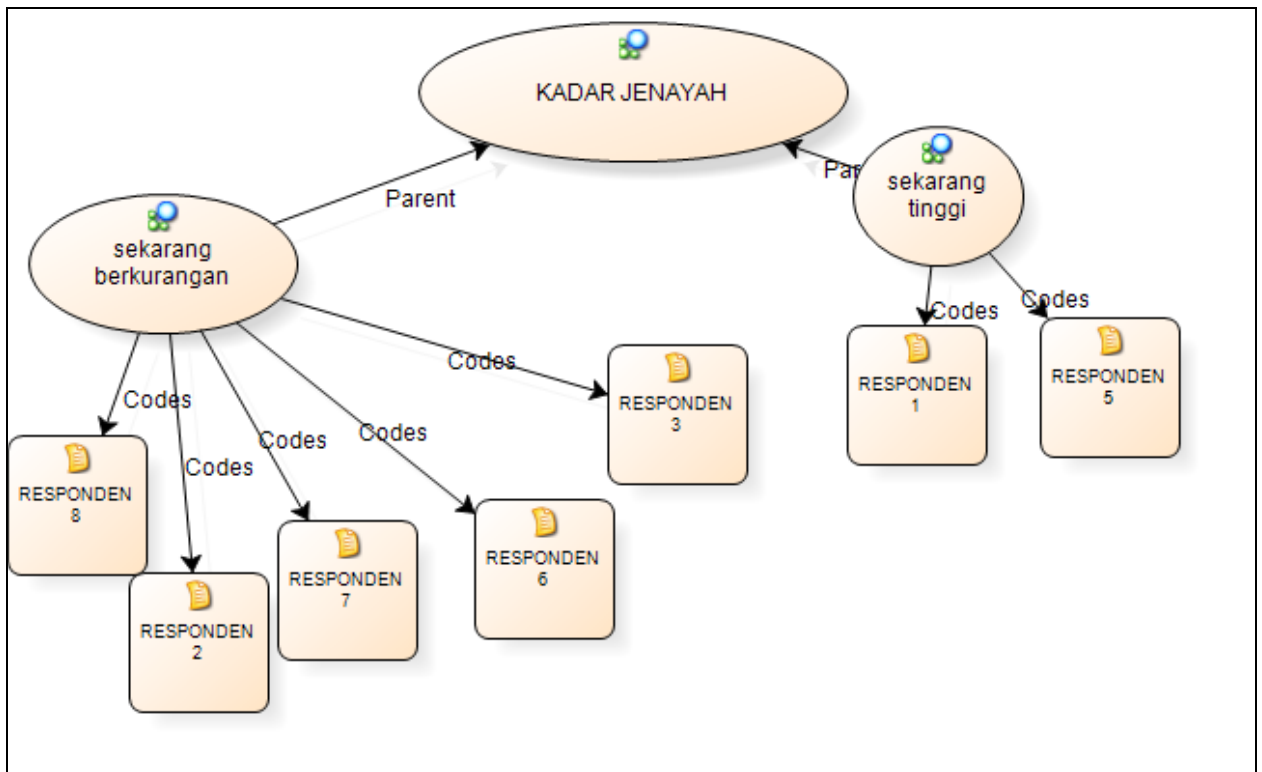 KADAR JENAYAH
Parent
Par
sekarang
tinggi
sekarang
berkurangan
Codes
Codes
Codes
Codes
Codes
Codes
Codes
RESPONDEN
8
RESPONDEN
2
RESPONDEN
7
RESPONDEN
6
RESPONDEN
3
RESPONDEN
1
RESPONDEN
5